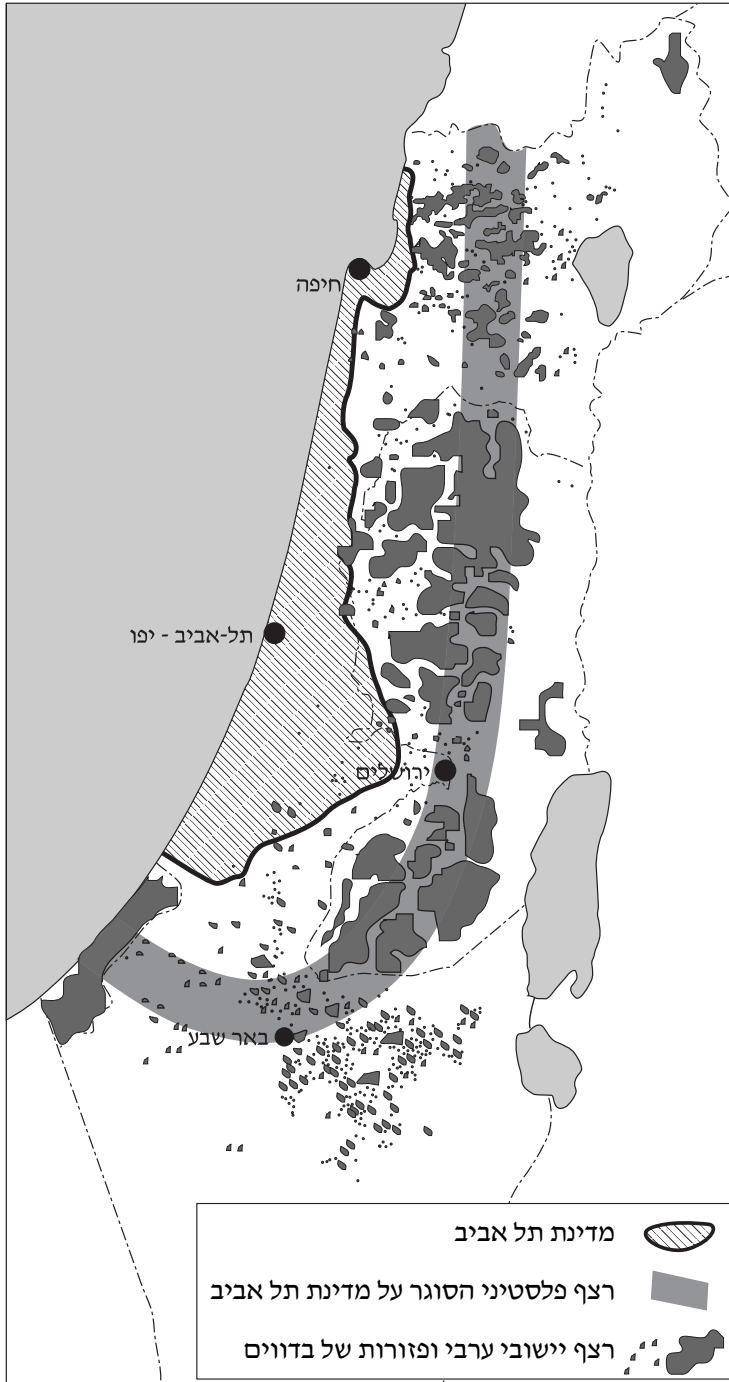 חיפה
תל-אביב - יפו
ירושלים
באר שבע
מדינת תל אביב
רצף פלסטיני הסוגר על מדינת תל אביב
רצף יישובי ערבי ופזורות של בדווים